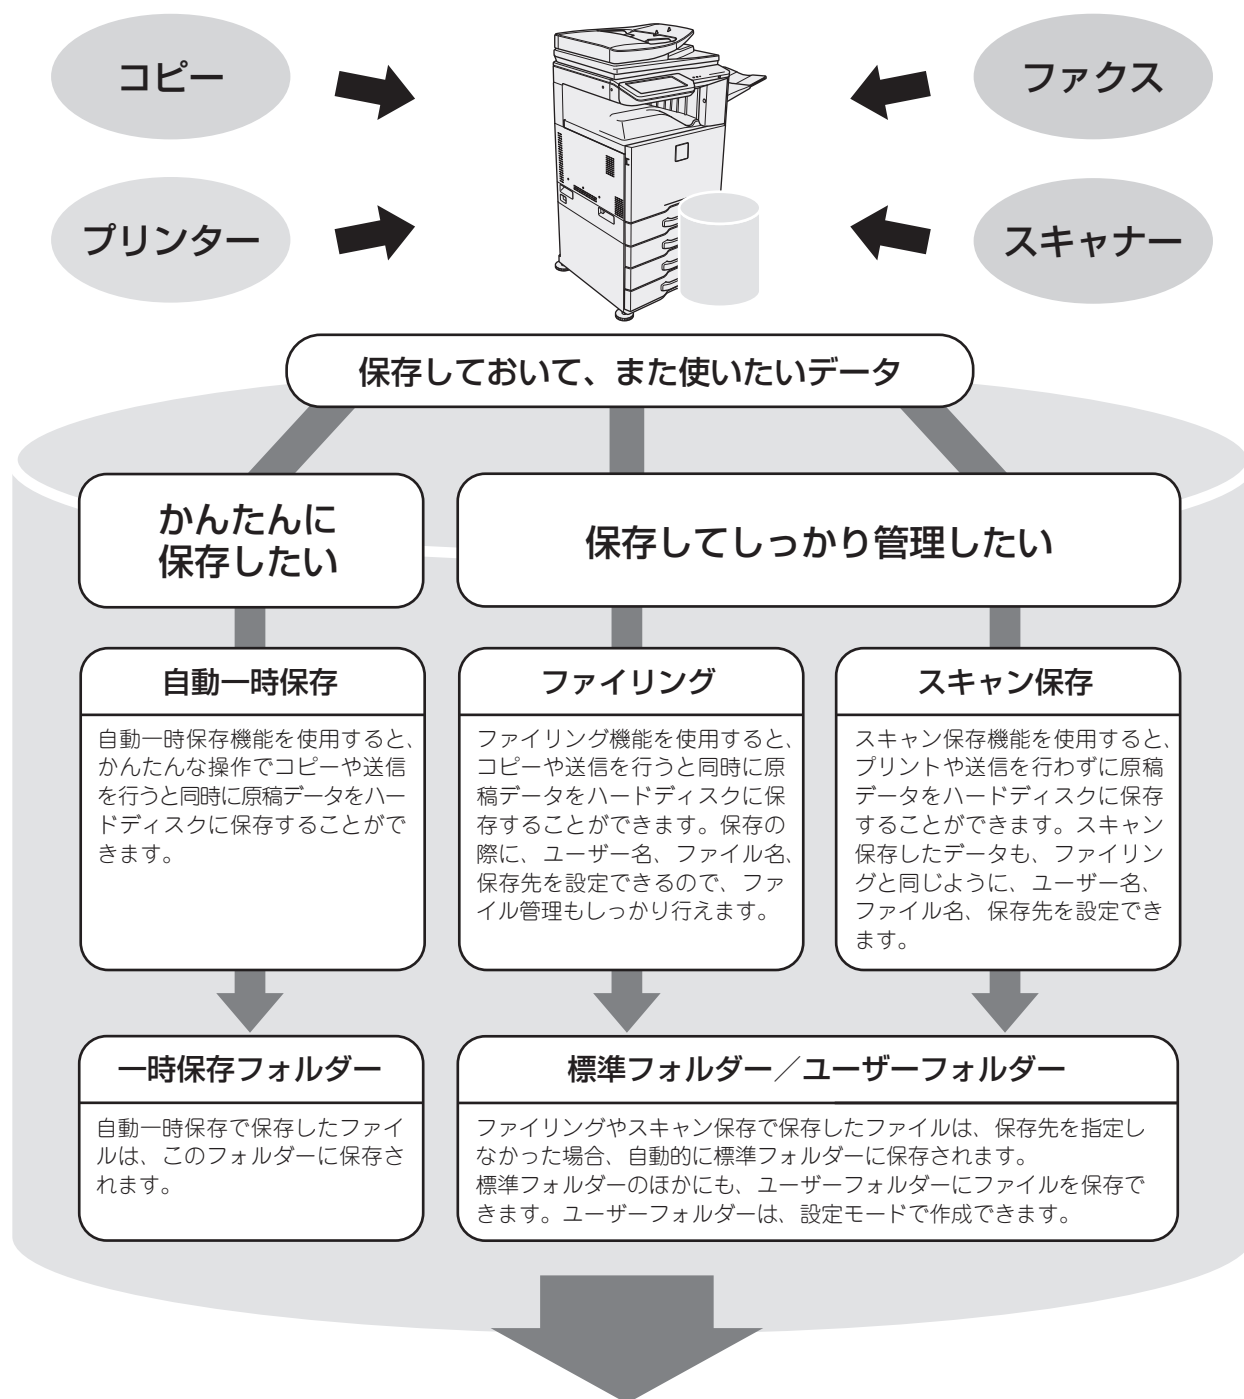 コピー
ファクス
プリンター
スキャナー
保存しておいて、また使いたいデータ
かんたんに
保存したい
保存してしっかり管理したい
自動一時保存
自動一時保存機能を使用すると、
かんたんな操作でコピーや送信
を行うと同時に原稿データをハー
ドディスクに保存することがで
きます。
ファイリング
ファイリング機能を使用すると、
コピーや送信を行うと同時に原
稿データをハードディスクに保
存することができます。保存の
際に、ユーザー名、ファイル名、
保存先を設定できるので、ファ
イル管理もしっかり行えます。
スキャン保存
スキャン保存機能を使用すると、
プリントや送信を行わずに原稿
データをハードディスクに保存
することができます。スキャン
保存したデータも、ファイリン
グと同じように、ユーザー名、
ファイル名、保存先を設定でき
ます。
一時保存フォルダー
自動一時保存で保存したファイ
ルは、このフォルダーに保存さ
れます。
標準フォルダー／ユーザーフォルダー
ファイリングやスキャン保存で保存したファイルは、保存先を指定し
なかった場合、自動的に標準フォルダーに保存されます。
標準フォルダーのほかにも、ユーザーフォルダーにファイルを保存で
きます。ユーザーフォルダーは、設定モードで作成できます。